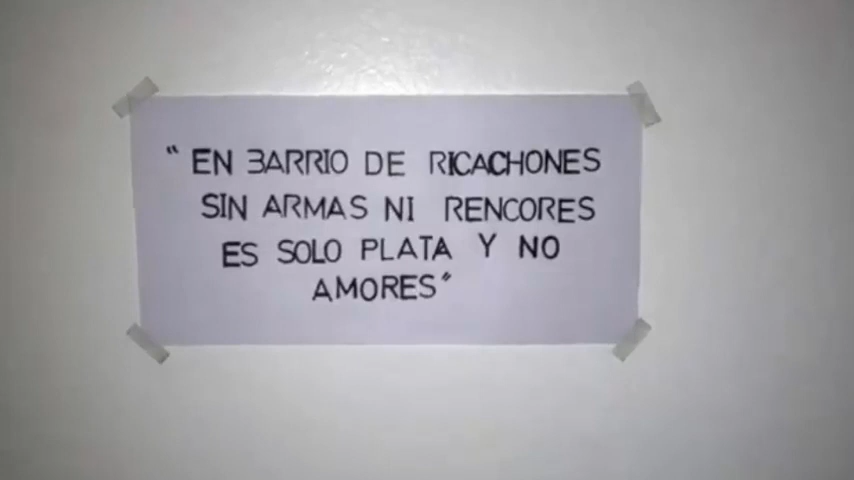 “ EN BARRIO DE RICACHONES
SIN ARMAS NI RENCORES
ES SOLO PLATA Y NO
AMORES”